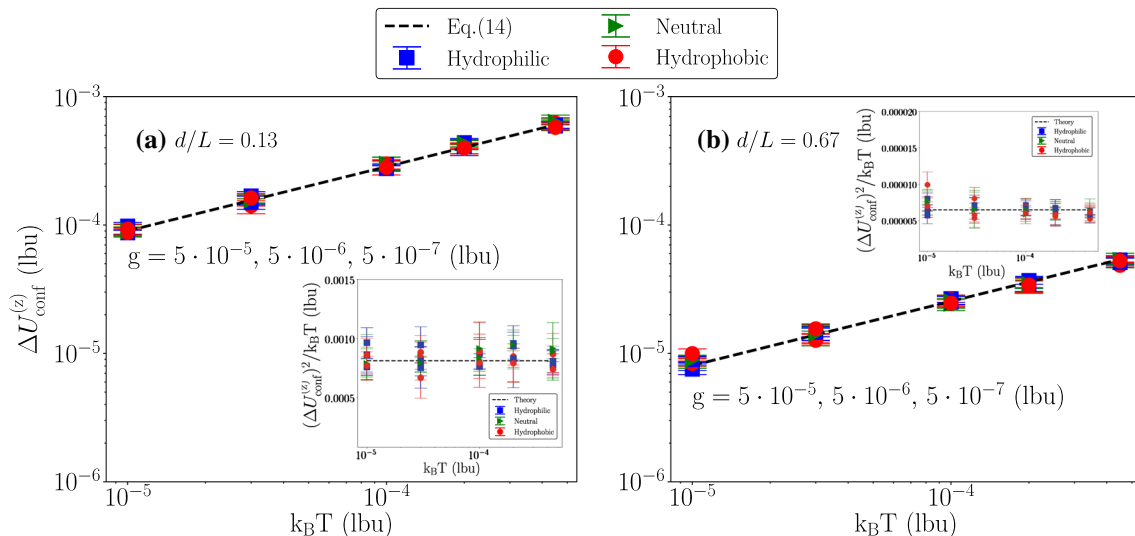 Eq.(14)
Hydrophilic
Neutral
Hydrophobic
(a) d/L = 0.13
10⁻³
10⁻⁴
10⁻⁵
10⁻⁶
ΔU_conf^(z) (lbu)
g = 5 · 10⁻⁵, 5 · 10⁻⁶, 5 · 10⁻⁷ (lbu)
0.0015
0.0010
0.0005
(ΔU_conf^(z))²/k_BT (lbu)
Theory
Hydrophilic
Neutral
Hydrophobic
10⁻⁵
10⁻⁴
k_BT (lbu)
10⁻⁵
10⁻⁴
k_BT (lbu)
(b) d/L = 0.67
10⁻³
10⁻⁴
10⁻⁵
10⁻⁶
0.000020
0.000015
0.000010
0.000005
(ΔU_conf^(z))²/k_BT (lbu)
Theory
Hydrophilic
Neutral
Hydrophobic
10⁻⁵
10⁻⁴
k_BT (lbu)
g = 5 · 10⁻⁵, 5 · 10⁻⁶, 5 · 10⁻⁷ (lbu)
10⁻⁵
10⁻⁴
k_BT (lbu)